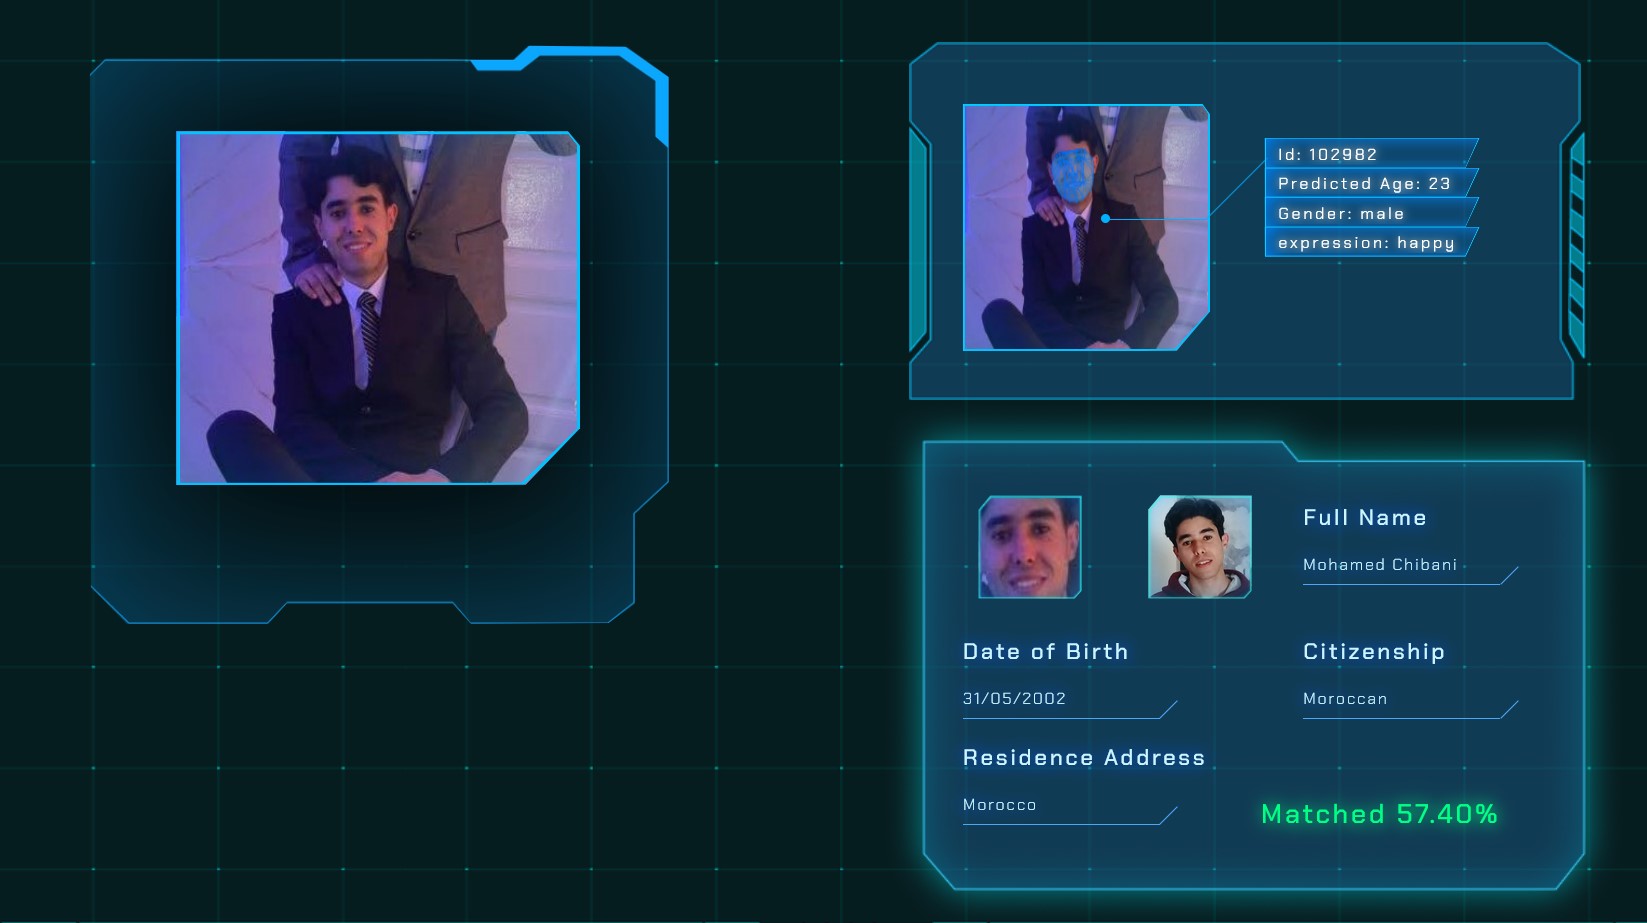 Id: 102982
Predicted Age: 23
Gender: male
expression: happy
Full Name
Mohamed Chibani
Date of Birth
31/05/2002
Citizenship
Moroccan
Residence Address
Morocco
Matched 57.40%